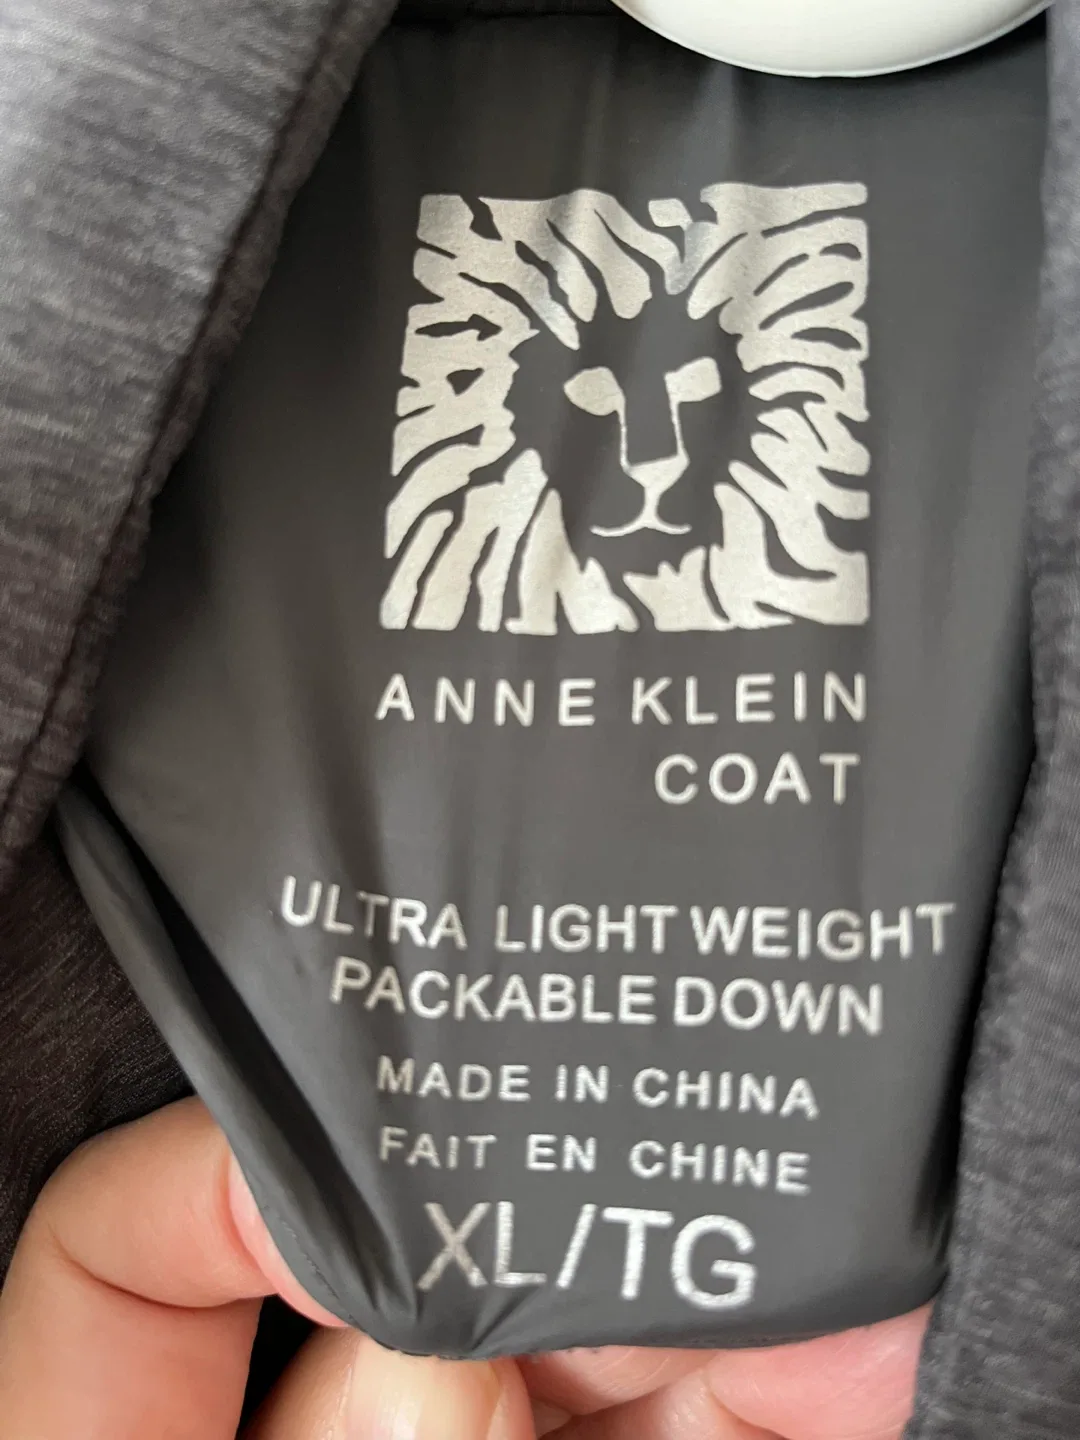 ANNE KLEIN
COAT
ULTRA LIGHT WEIGHT
PACKABLE DOWN
MADE IN CHINA
FAIT EN CHINE
XL/TG